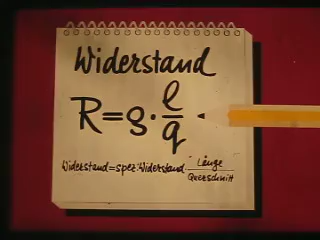 Widerstand
R = ϱ · l/q
Widerstand = spez. Widerstand · Länge/Querschnitt